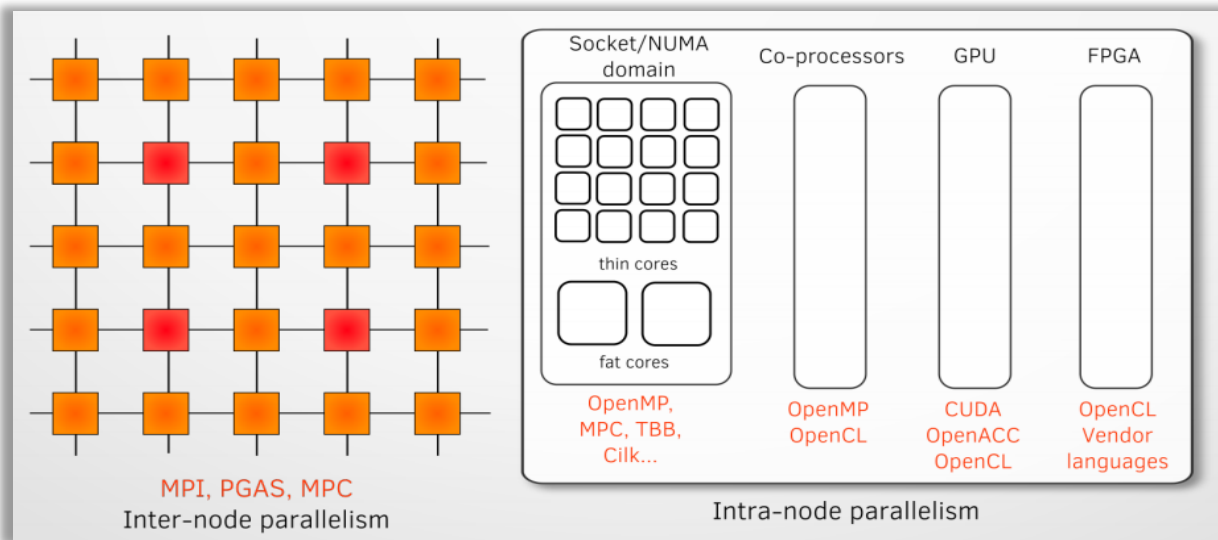 MPI, PGAS, MPC
Inter-node parallelism
Socket/NUMA
domain
thin cores
fat cores
OpenMP,
MPC, TBB,
Cilk...
Co-processors
OpenMP
OpenCL
GPU
CUDA
OpenACC
OpenCL
FPGA
OpenCL
Vendor
languages
Intra-node parallelism